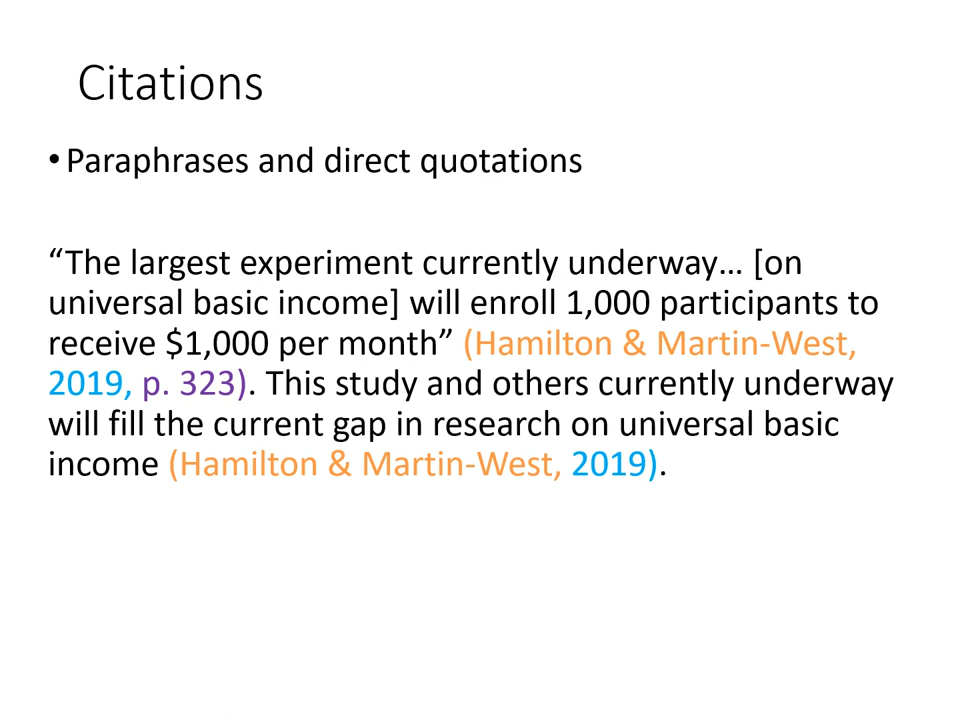 Citations
• Paraphrases and direct quotations
“The largest experiment currently underway… [on
universal basic income] will enroll 1,000 participants to
receive $1,000 per month” (Hamilton & Martin-West,
2019, p. 323). This study and others currently underway
will fill the current gap in research on universal basic
income (Hamilton & Martin-West, 2019).